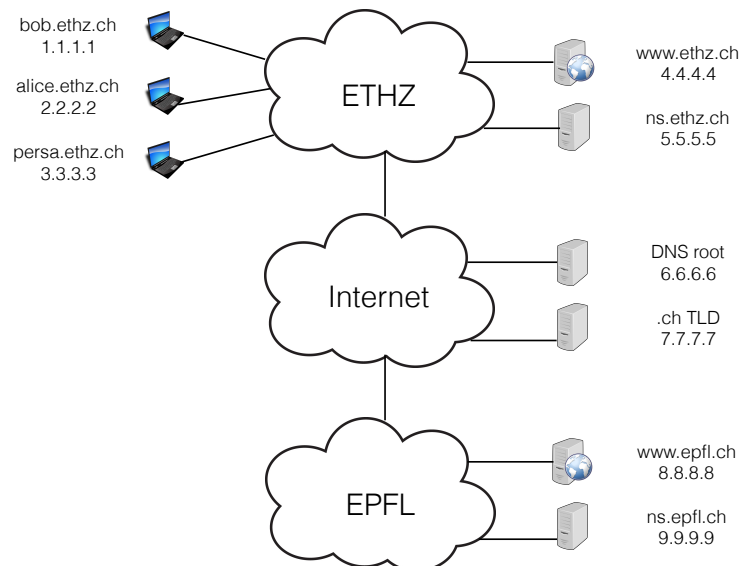 bob.ethz.ch
1.1.1.1
alice.ethz.ch
2.2.2.2
persa.ethz.ch
3.3.3.3
ETHZ
www.ethz.ch
4.4.4.4
ns.ethz.ch
5.5.5.5
Internet
DNS root
6.6.6.6
.ch TLD
7.7.7.7
EPFL
www.epfl.ch
8.8.8.8
ns.epfl.ch
9.9.9.9